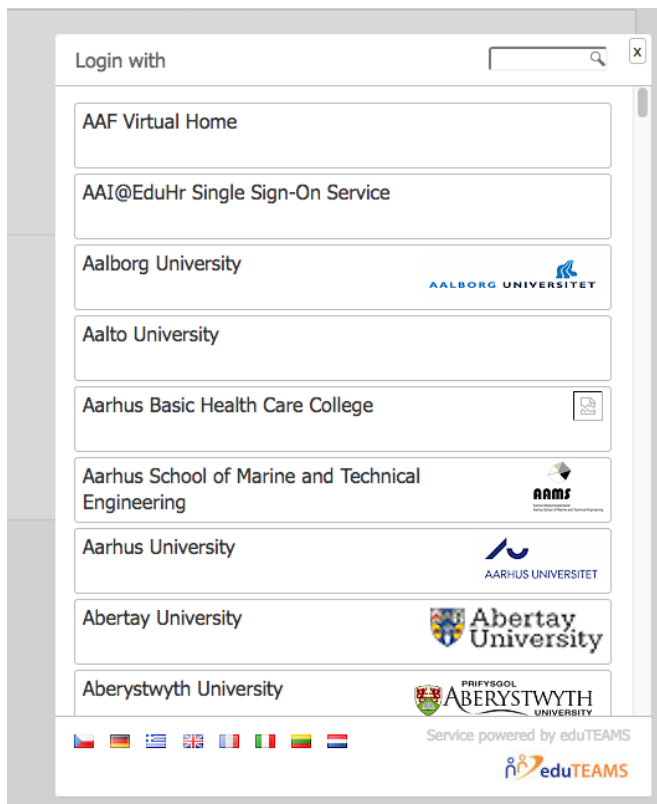 Login with
x
AAF Virtual Home
AAI@EduHr Single Sign-On Service
Aalborg University
AALBORG UNIVERSITET
Aalto University
Aarhus Basic Health Care College
Aarhus School of Marine and Technical
Engineering
AAMS
Aarhus University
AARHUS UNIVERSITET
Abertay University
Abertay
University
Aberystwyth University
PRIFYSGOL
ABERYSTWYTH
UNIVERSITY
Service powered by eduTEAMS
eduTEAMS